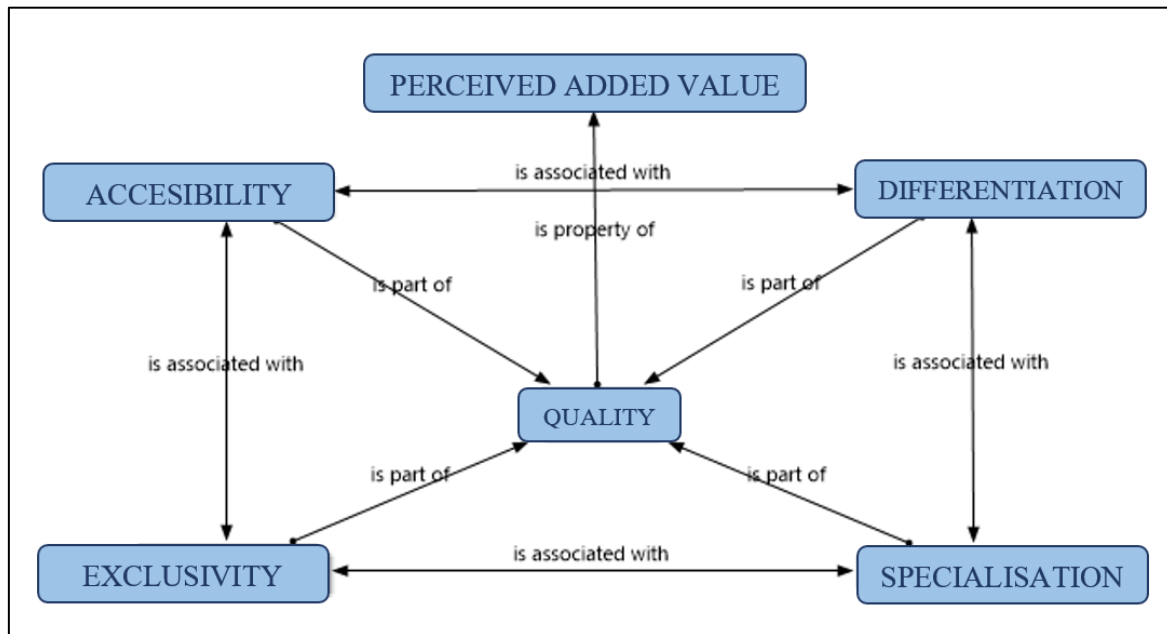 PERCEIVED ADDED VALUE
is associated with
ACCESIBILITY
DIFFERENTIATION
is property of
is part of
is part of
is associated with
is associated with
QUALITY
is part of
is part of
is associated with
EXCLUSIVITY
SPECIALISATION